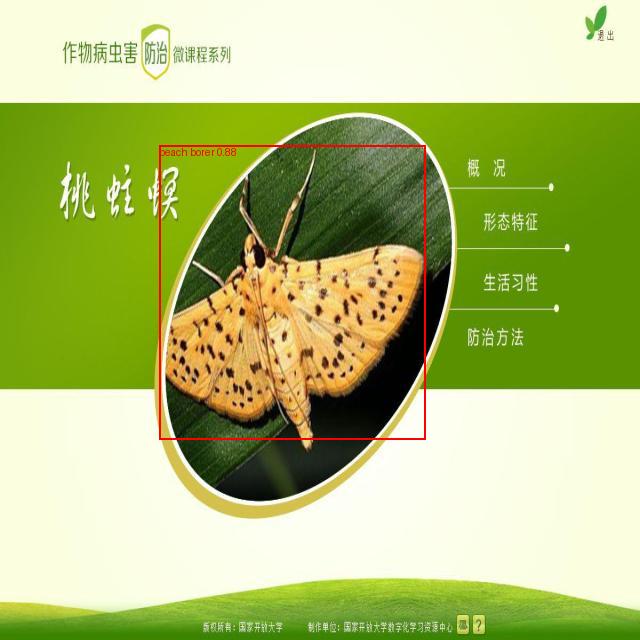 作物病虫害防治微课程系列
退出
peach borer 0.88
桃蛀螟
概 况
形态特征
生活习性
防治方法
版权所有：国家开放大学 制作单位：国家开放大学数字化学习资源中心 ?